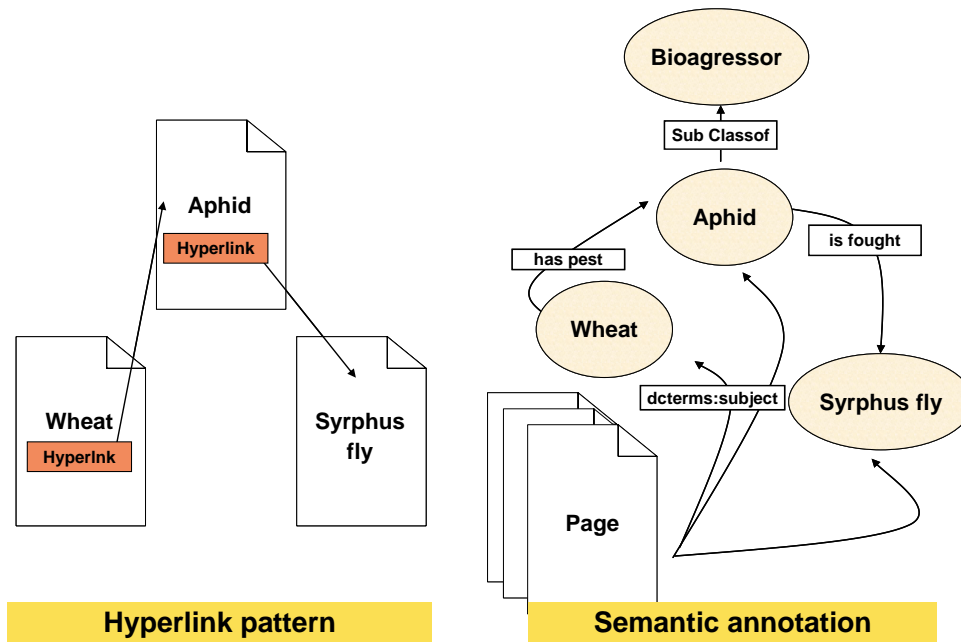 Aphid
Hyperlink
Wheat
Hyperlnk
Syrphus
fly
Hyperlink pattern
Bioagressor
Sub Classof
Aphid
is fought
has pest
Wheat
dcterms:subject
Syrphus fly
Page
Semantic annotation